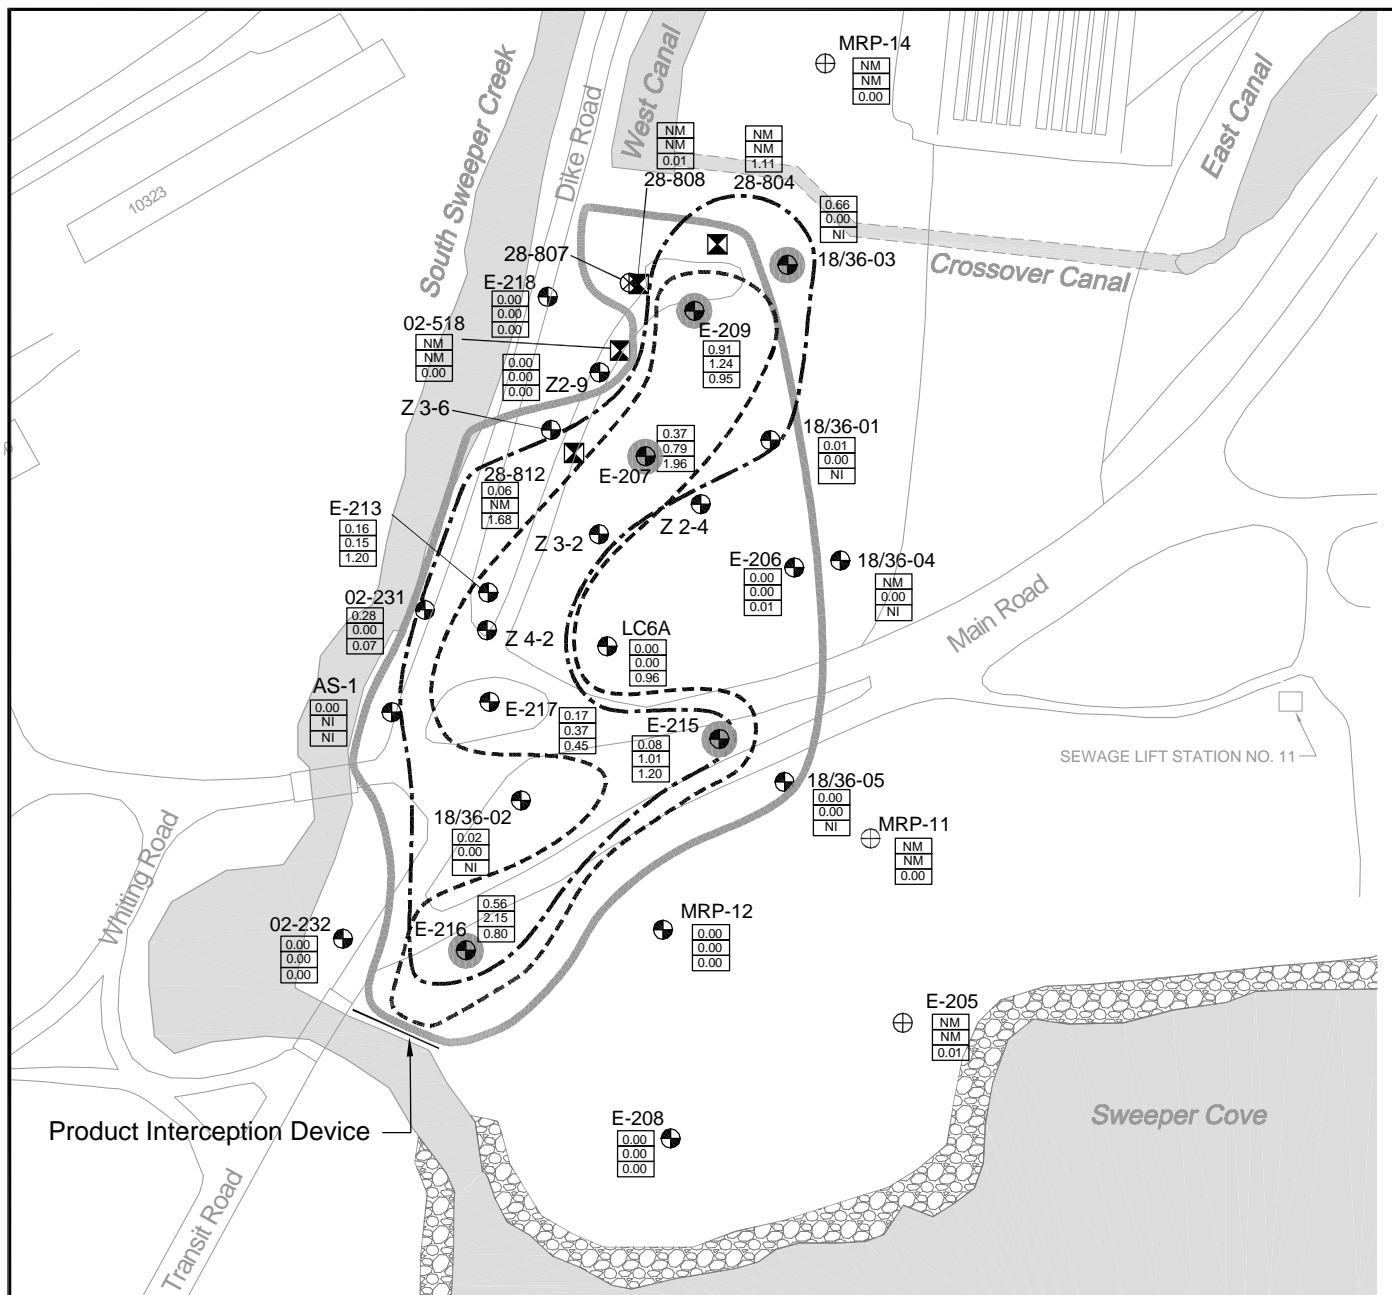 MRP-14
NM
NM
0.00
South Sweeper Creek
Dike Road
West Canal
East Canal
10323
NM
NM
0.01
28-808
NM
NM
1.11
28-804
0.66
0.00
NI
18/36-03
Crossover Canal
28-807
E-218
0.00
0.00
0.00
02-518
NM
NM
0.00
E-209
0.91
1.24
0.95
0.00
0.00
0.00
Z2-9
Z 3-6
18/36-01
0.01
0.00
NI
0.37
0.79
1.96
E-207
28-812
0.06
NM
1.68
E-213
0.16
0.15
1.20
Z 2-4
Z 3-2
E-206
0.00
0.00
0.01
18/36-04
NM
0.00
NI
02-231
0.28
0.00
0.07
Z 4-2
LC6A
0.00
0.00
0.96
Main Road
AS-1
0.00
NI
NI
E-217
0.17
0.37
0.45
E-215
0.08
1.01
1.20
SEWAGE LIFT STATION NO. 11
18/36-02
0.02
0.00
NI
18/36-05
0.00
0.00
NI
MRP-11
NM
NM
0.00
Whiting Road
02-232
0.00
0.00
0.00
0.56
2.15
0.80
E-216
MRP-12
0.00
0.00
0.00
E-205
NM
NM
0.01
Product Interception Device
E-208
0.00
0.00
0.00
Sweeper Cove
Transit Road